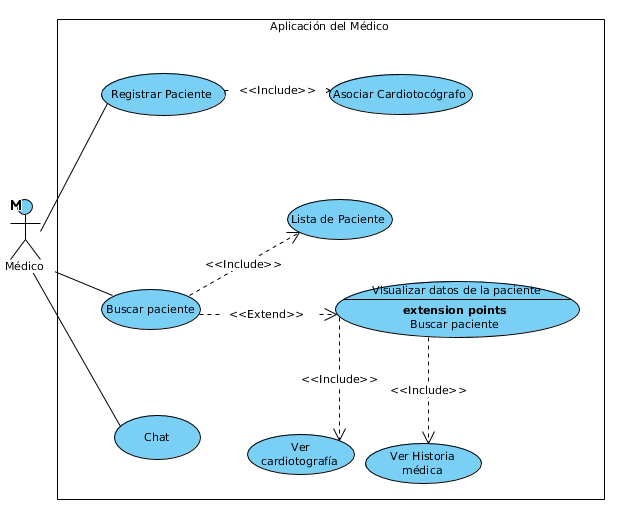 Aplicación del Médico
Registrar Paciente
<<Include>>
Asociar Cardiotocógrafo
M
Médico
Lista de Paciente
<<Include>>
Buscar paciente
<<Extend>>
Visualizar datos de la paciente
extension points
Buscar paciente
<<Include>>
<<Include>>
Chat
Ver
cardiotografía
Ver Historia
médica